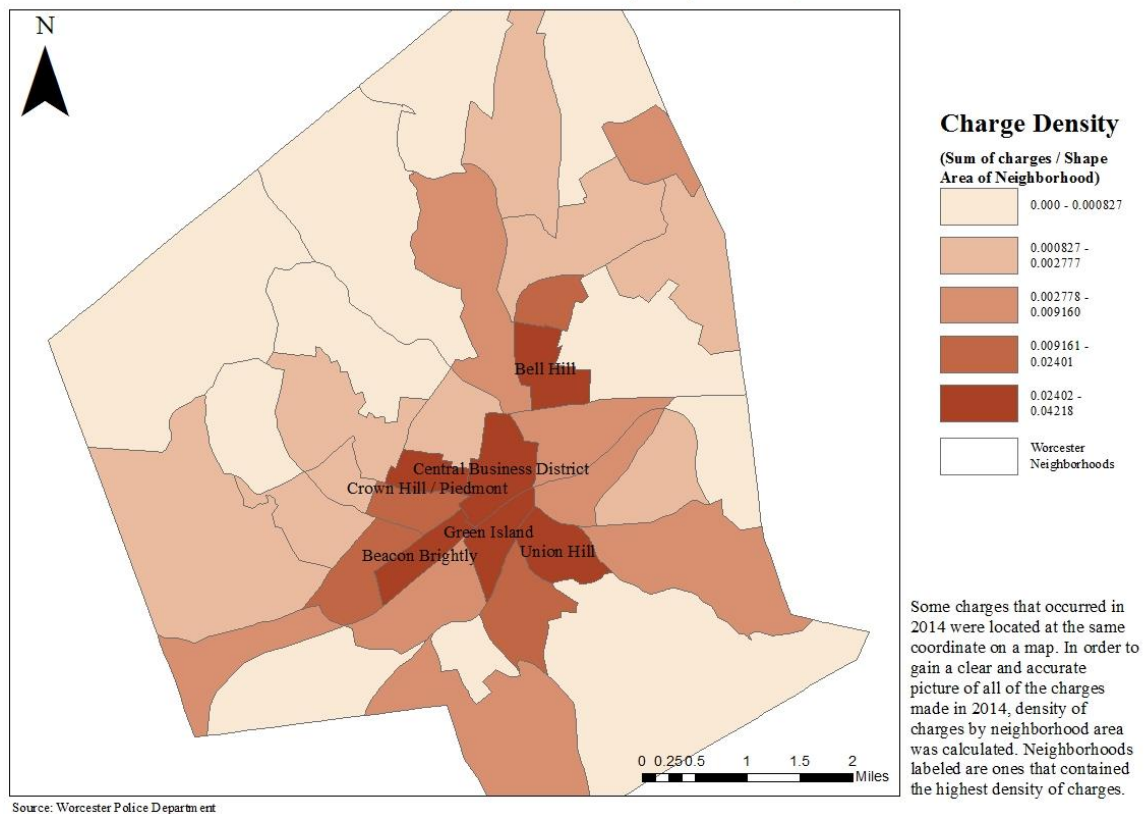 N
Bell Hill
Central Business District
Crown Hill / Piedmont
Green Island
Union Hill
Beacon Brightly
0 0.25 0.5 1 1.5 2
Miles
Charge Density
(Sum of charges / Shape
Area of Neighborhood)
0.000 - 0.000827
0.000827 -
0.002777
0.002778 -
0.009160
0.009161 -
0.02401
0.02402 -
0.04218
Worcester
Neighborhoods
Some charges that occurred in
2014 were located at the same
coordinate on a map. In order to
gain a clear and accurate
picture of all of the charges
made in 2014, density of
charges by neighborhood area
was calculated. Neighborhoods
labeled are ones that contained
the highest density of charges.
Source: Worcester Police Department